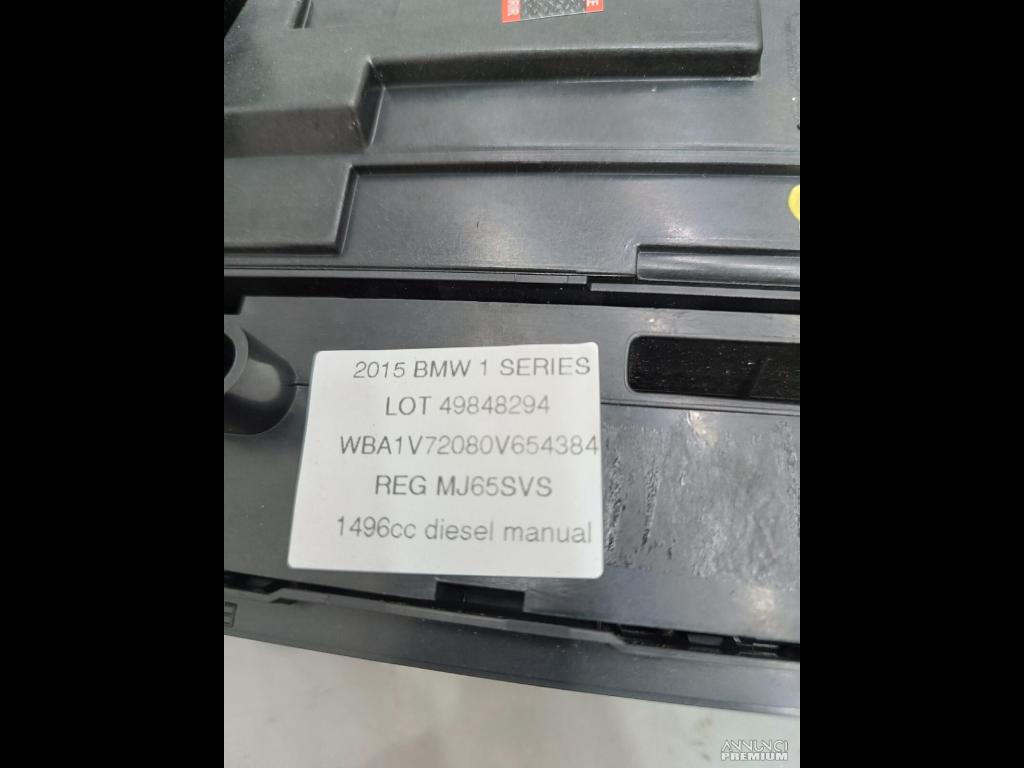 2015 BMW 1 SERIES
LOT 49848294
WBA1V72080V654384
REG MJ65SVS
1496cc diesel manual
ANNUNCI
PREMIUM